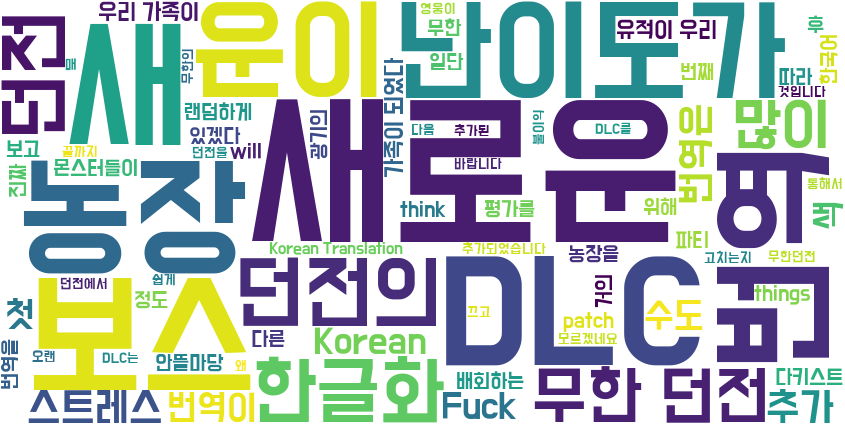 우리 가족이
영웅이
무한
일단
유적이 우리
후
한국어
던전
새
운이
난이도가
매
무한의
번째
따라
것입니다
랜덤하게
가족이 되었다
있겠다
will
광기의
다음
추가된
불이익
DLC를
번역은
많이
보고
끝까지
몬스터들이
던전을
바랍니다
진짜
새로운
벽
통해서
색
농장
think
평가를
위해
파티
Korean Translation
추가되었습니다
농장을
고치는지
무한던전
던전에서
쉽게
보스
던전의
DLC
거의
수도
things
첫
정도
끄고
patch
모르겠네요
번역을
오랜
DLC는
안뜰마당
왜
다른
Korean
한글화
배회하는
Fuck
무한 던전
다키스트
추가
스트레스
번역이